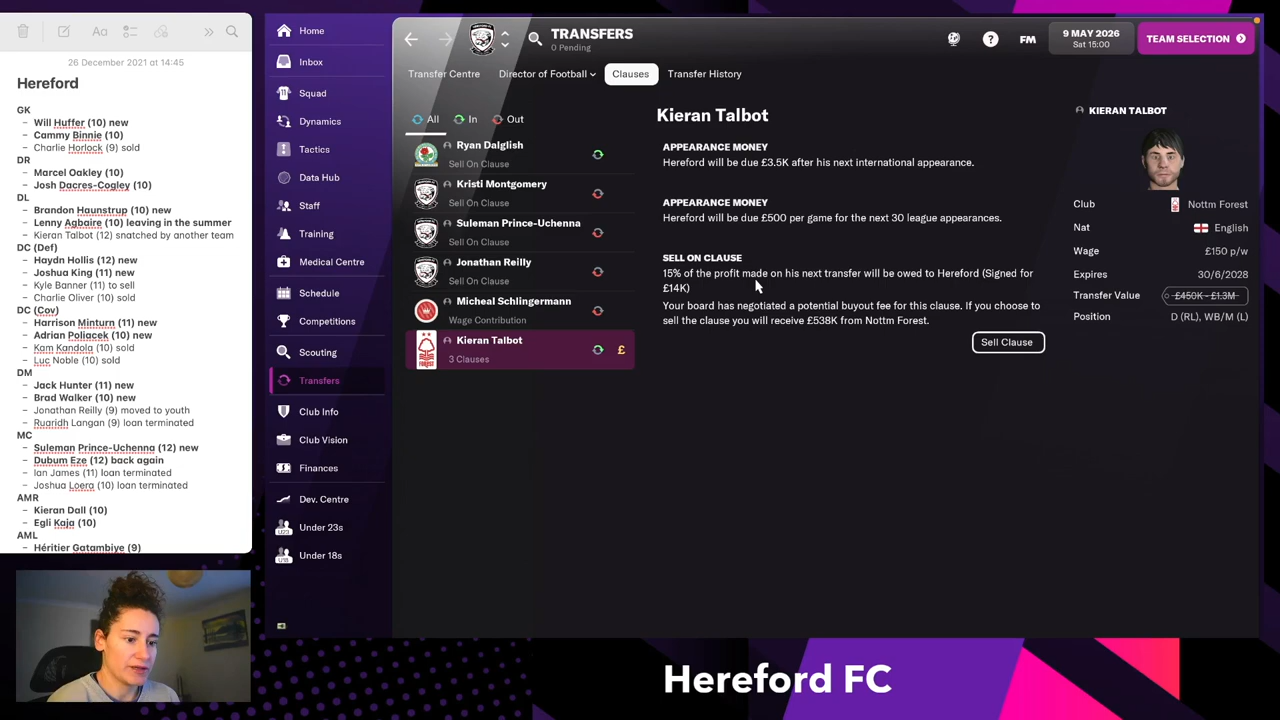 26 December 2021 at 14:45
Hereford
GK
– Will Huffer (10) new
– Cammy Binnie (10)
– Charlie Horlock (9) sold
DR
– Marcel Oakley (10)
– Josh Dacres-Cogley (10)
DL
– Brandon Haunstrup (10) new
– Lenny Agbaire (10) leaving in the summer
– Kieran Talbot (12) snatched by another team
DC (Def)
– Haydn Hollis (12) new
– Joshua King (11) new
– Kyle Banner (11) to sell
– Charlie Oliver (10) sold
DC (Cov)
– Harrison Minturn (11) new
– Adrian Poliacek (10) new
– Kam Kandola (10) sold
– Luc Noble (10) sold
DM
– Jack Hunter (11) new
– Brad Walker (10) new
– Jonathan Reilly (9) moved to youth
– Ruaridh Langan (9) loan terminated
MC
– Suleman Prince-Uchenna (12) new
– Dubum Eze (12) back again
– Ian James (11) loan terminated
– Joshua Loera (10) loan terminated
AMR
– Kieran Dall (10)
– Egli Kaja (10)
AML
– Héritier Gatambiye (9)
Home
Inbox
Squad
Dynamics
Tactics
Data Hub
Staff
Training
Medical Centre
Schedule
Competitions
Scouting
Transfers
Club Info
Club Vision
Finances
Dev. Centre
Under 23s
Under 18s
TRANSFERS
0 Pending
FM
9 MAY 2026
Sat 15:00
TEAM SELECTION
Transfer Centre
Director of Football
Clauses
Transfer History
All
In
Out
Ryan Dalglish
Sell On Clause
Kristi Montgomery
Sell On Clause
Suleman Prince-Uchenna
Sell On Clause
Jonathan Reilly
Sell On Clause
Micheal Schlingermann
Wage Contribution
Kieran Talbot
3 Clauses
£
Kieran Talbot
APPEARANCE MONEY
Hereford will be due £3.5K after his next international appearance.
APPEARANCE MONEY
Hereford will be due £500 per game for the next 30 league appearances.
SELL ON CLAUSE
15% of the profit made on his next transfer will be owed to Hereford (Signed for
£14K)
Your board has negotiated a potential buyout fee for this clause. If you choose to
sell the clause you will receive £538K from Nottm Forest.
Sell Clause
KIERAN TALBOT
Club Nottm Forest
Nat English
Wage £150 p/w
Expires 30/6/2028
Transfer Value £450K - £1.3M
Position D (RL), WB/M (L)
Hereford FC